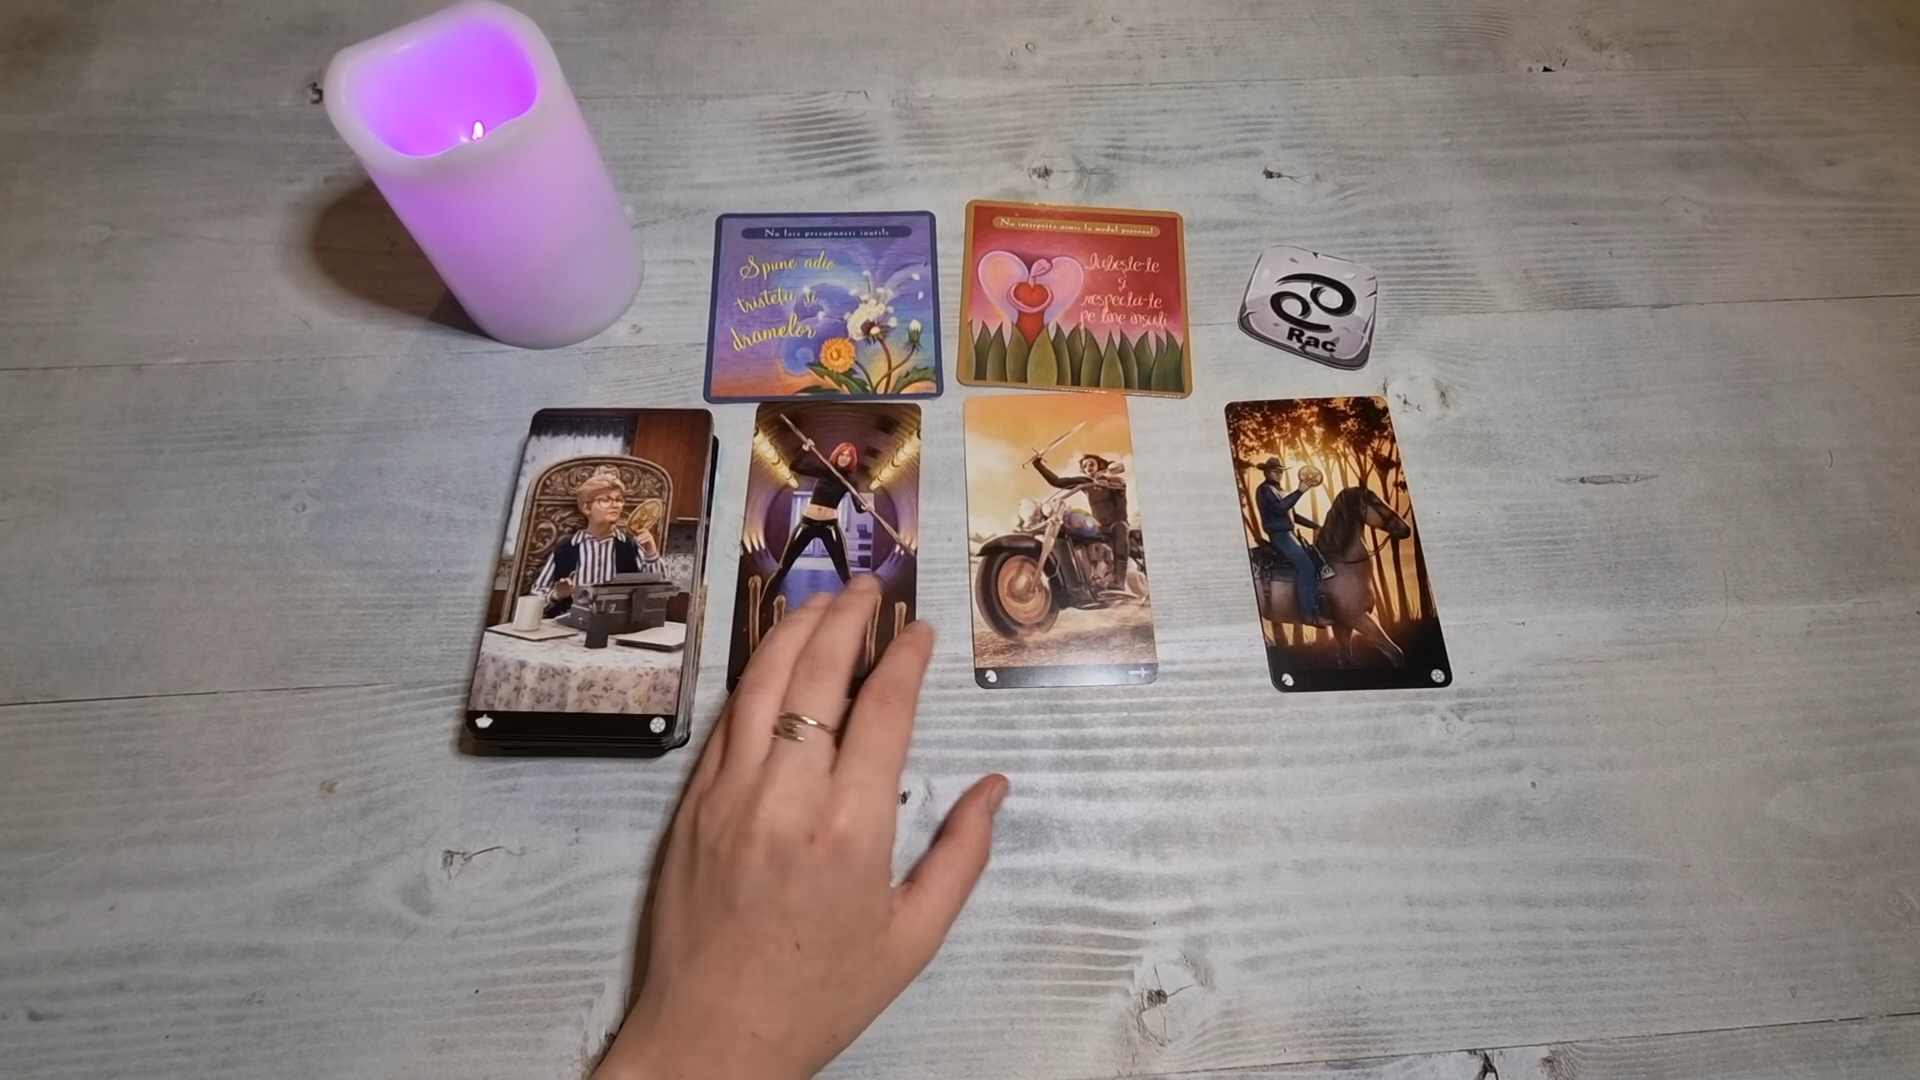 Nu face presupuneri inutile
Spune adio
tristeții și
dramelor
Nu interpreta nimic la modul personal
Iubește-te
și
respectă-te
pe tine însuți
Rac